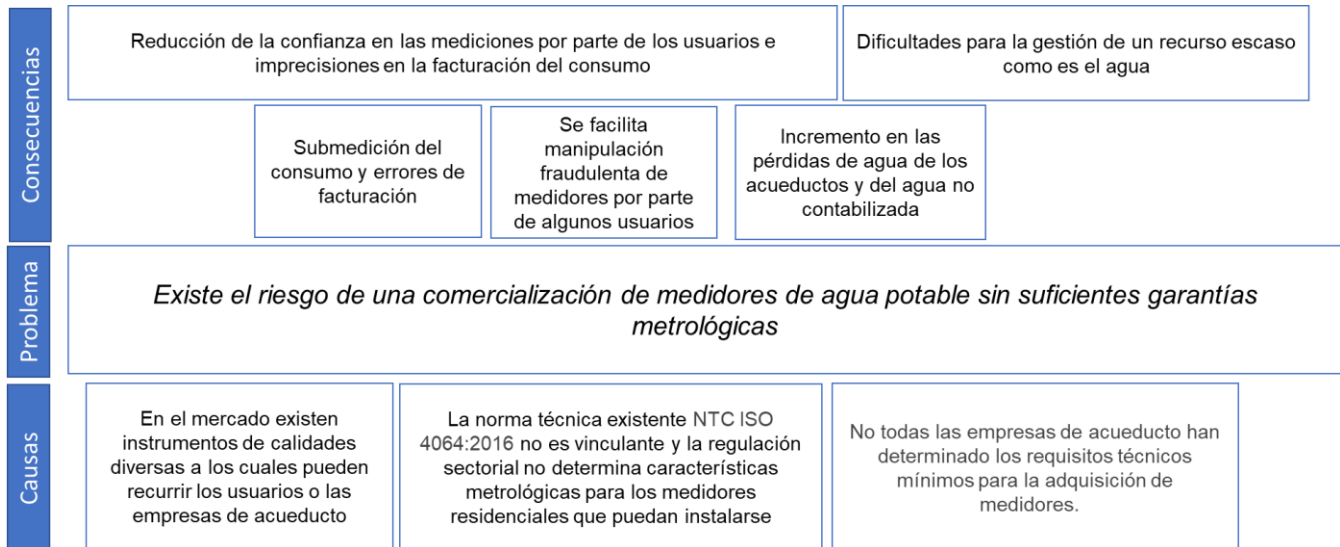 Consecuencias
Reducción de la confianza en las mediciones por parte de los usuarios e
imprecisiones en la facturación del consumo
Dificultades para la gestión de un recurso escaso
como es el agua
Submedición del
consumo y errores de
facturación
Se facilita
manipulación
fraudulenta de
medidores por parte
de algunos usuarios
Incremento en las
pérdidas de agua de los
acueductos y del agua no
contabilizada
Problema
Existe el riesgo de una comercialización de medidores de agua potable sin suficientes garantías
metrológicas
Causas
En el mercado existen
instrumentos de calidades
diversas a los cuales pueden
recurrir los usuarios o las
empresas de acueducto
La norma técnica existente NTC ISO
4064:2016 no es vinculante y la regulación
sectorial no determina características
metrológicas para los medidores
residenciales que puedan instalarse
No todas las empresas de acueducto han
determinado los requisitos técnicos
mínimos para la adquisición de
medidores.